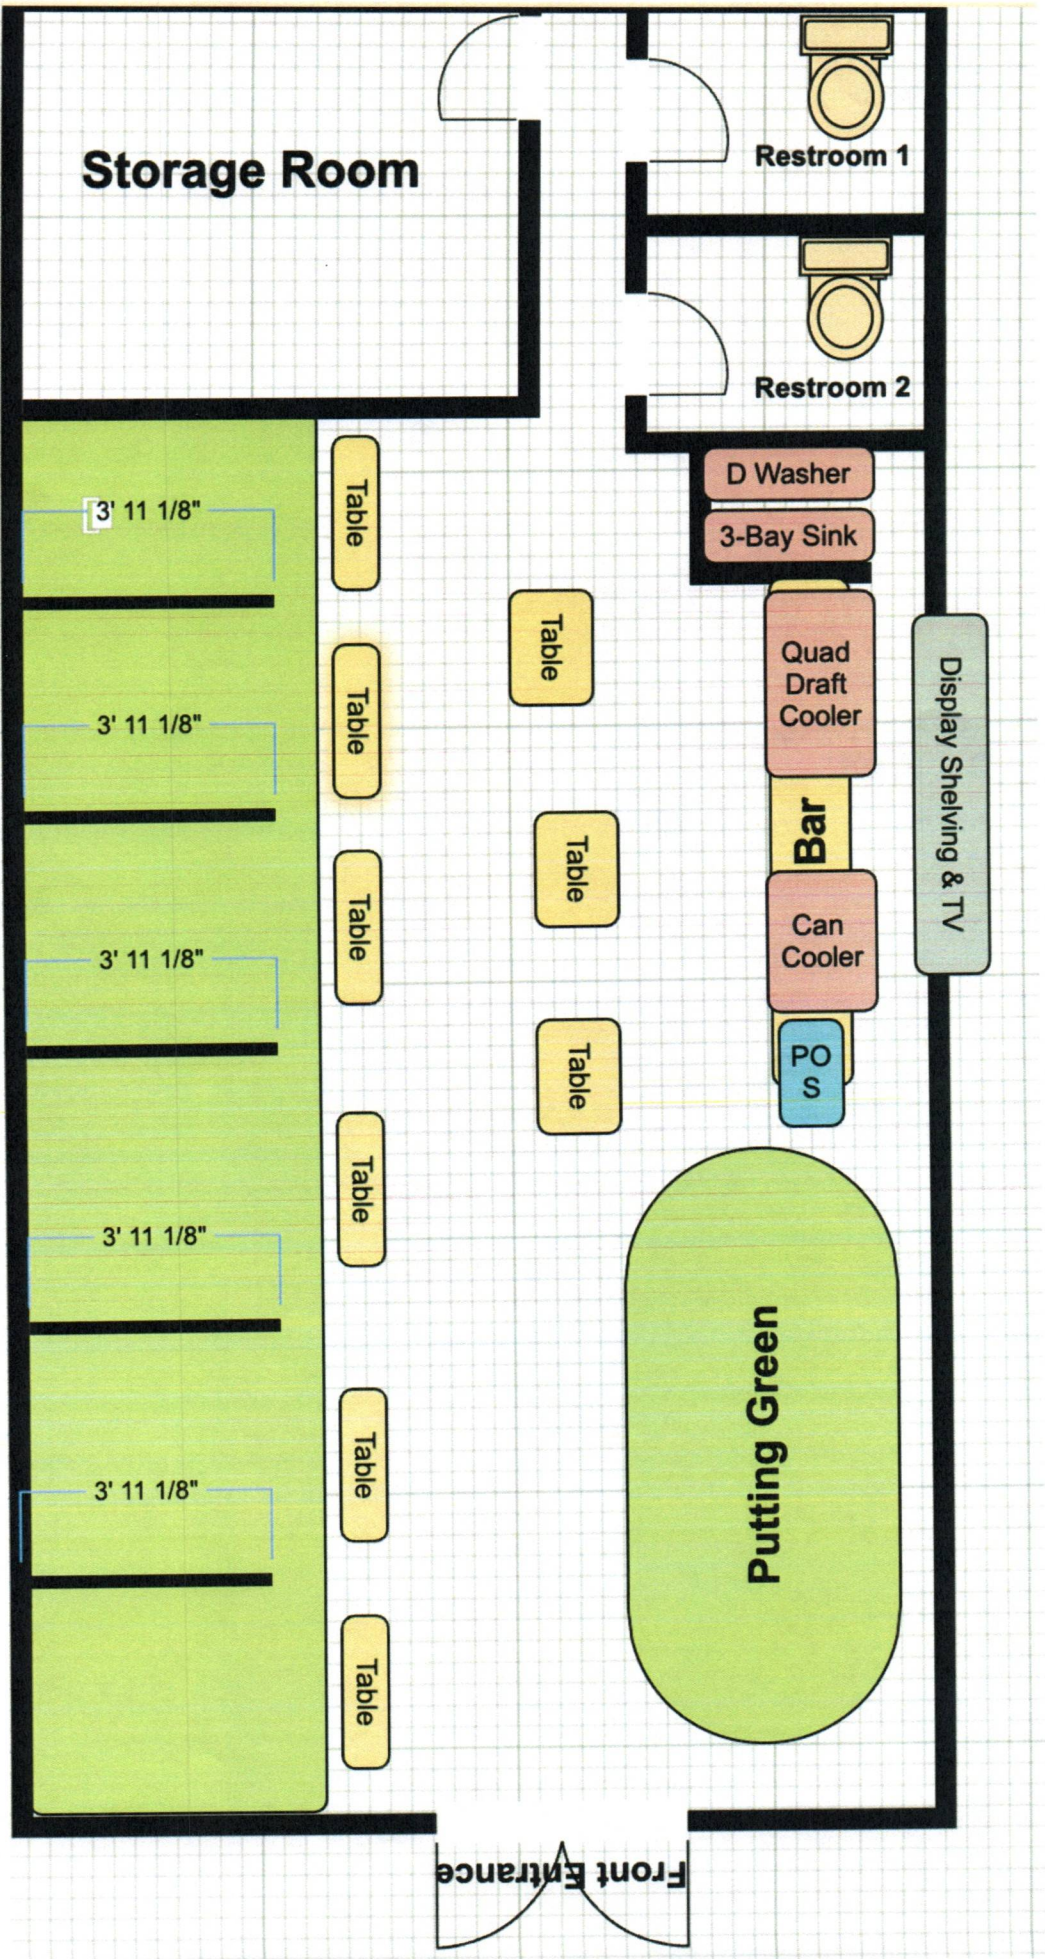 Storage Room
Restroom 1
Restroom 2
D Washer
3-Bay Sink
3' 11 1/8"
Table
Table
Quad
Draft
Cooler
Display Shelving & TV
3' 11 1/8"
Table
Bar
Table
Table
Can
Cooler
3' 11 1/8"
Table
PO
S
Table
3' 11 1/8"
Putting Green
Table
3' 11 1/8"
Table
Front Entrance